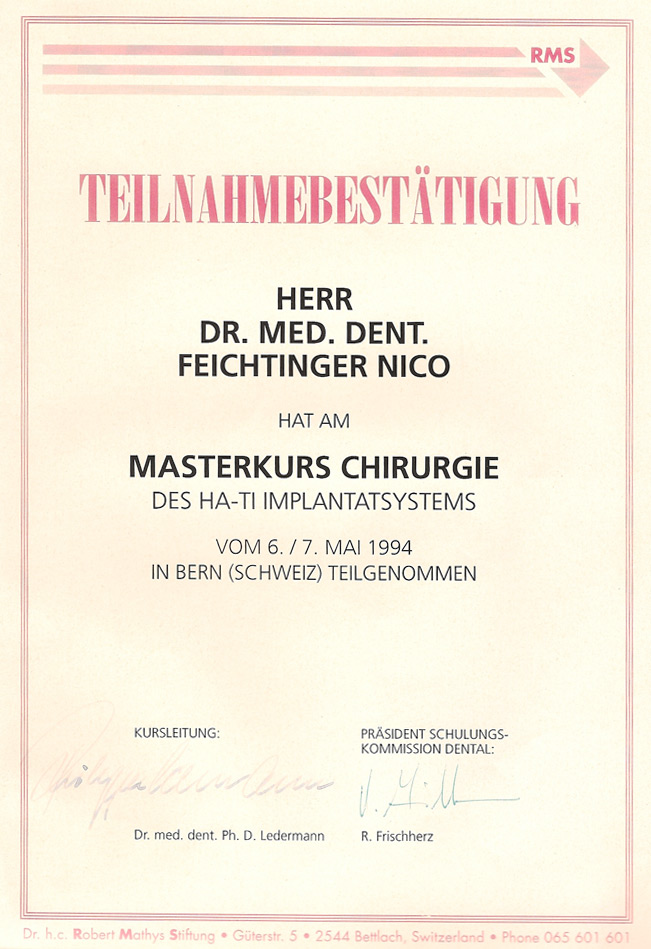 RMS
TEILNAHMEBESTÄTIGUNG
HERR
DR. MED. DENT.
FEICHTINGER NICO
HAT AM
MASTERKURS CHIRURGIE
DES HA-TI IMPLANTATSYSTEMS
VOM 6. / 7. MAI 1994
IN BERN (SCHWEIZ) TEILGENOMMEN
KURSLEITUNG:
Dr. med. dent. Ph. D. Ledermann
PRÄSIDENT SCHULUNGS-
KOMMISSION DENTAL:
R. Frischherz
Dr. h.c. Robert Mathys Stiftung • Güterstr. 5 • 2544 Bettlach, Switzerland • Phone 065 601 601